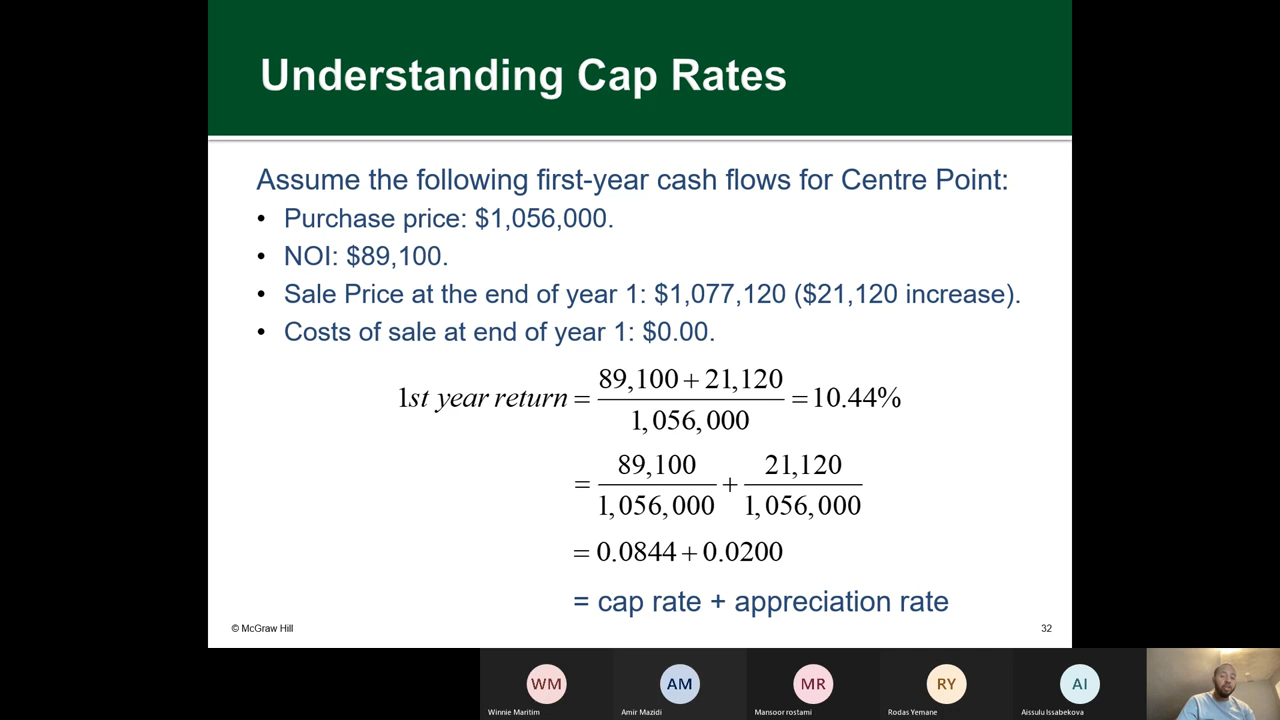 Understanding Cap Rates
Assume the following first-year cash flows for Centre Point:
• Purchase price: $1,056,000.
• NOI: $89,100.
• Sale Price at the end of year 1: $1,077,120 ($21,120 increase).
• Costs of sale at end of year 1: $0.00.
1st year return = (89,100 + 21,120) / 1,056,000 = 10.44%
= 89,100 / 1,056,000 + 21,120 / 1,056,000
= 0.0844 + 0.0200
= cap rate + appreciation rate
© McGraw Hill
32
WM
AM
MR
RY
AI
Winnie Maritim
Amir Mazidi
Mansoor rostami
Rodas Yemane
Aissulu Issabekova